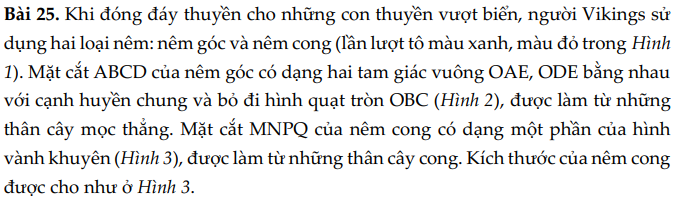 Bài 25. Khi đóng đáy thuyền cho những con thuyền vượt biển, người Vikings sử
dụng hai loại nêm: nêm góc và nêm cong (lần lượt tô màu xanh, màu đỏ trong Hình
1). Mặt cắt ABCD của nêm góc có dạng hai tam giác vuông OAE, ODE bằng nhau
với cạnh huyền chung và bỏ đi hình quạt tròn OBC (Hình 2), được làm từ những
thân cây mọc thẳng. Mặt cắt MNPQ của nêm cong có dạng một phần của hình
vành khuyên (Hình 3), được làm từ những thân cây cong. Kích thước của nêm cong
được cho như ở Hình 3.